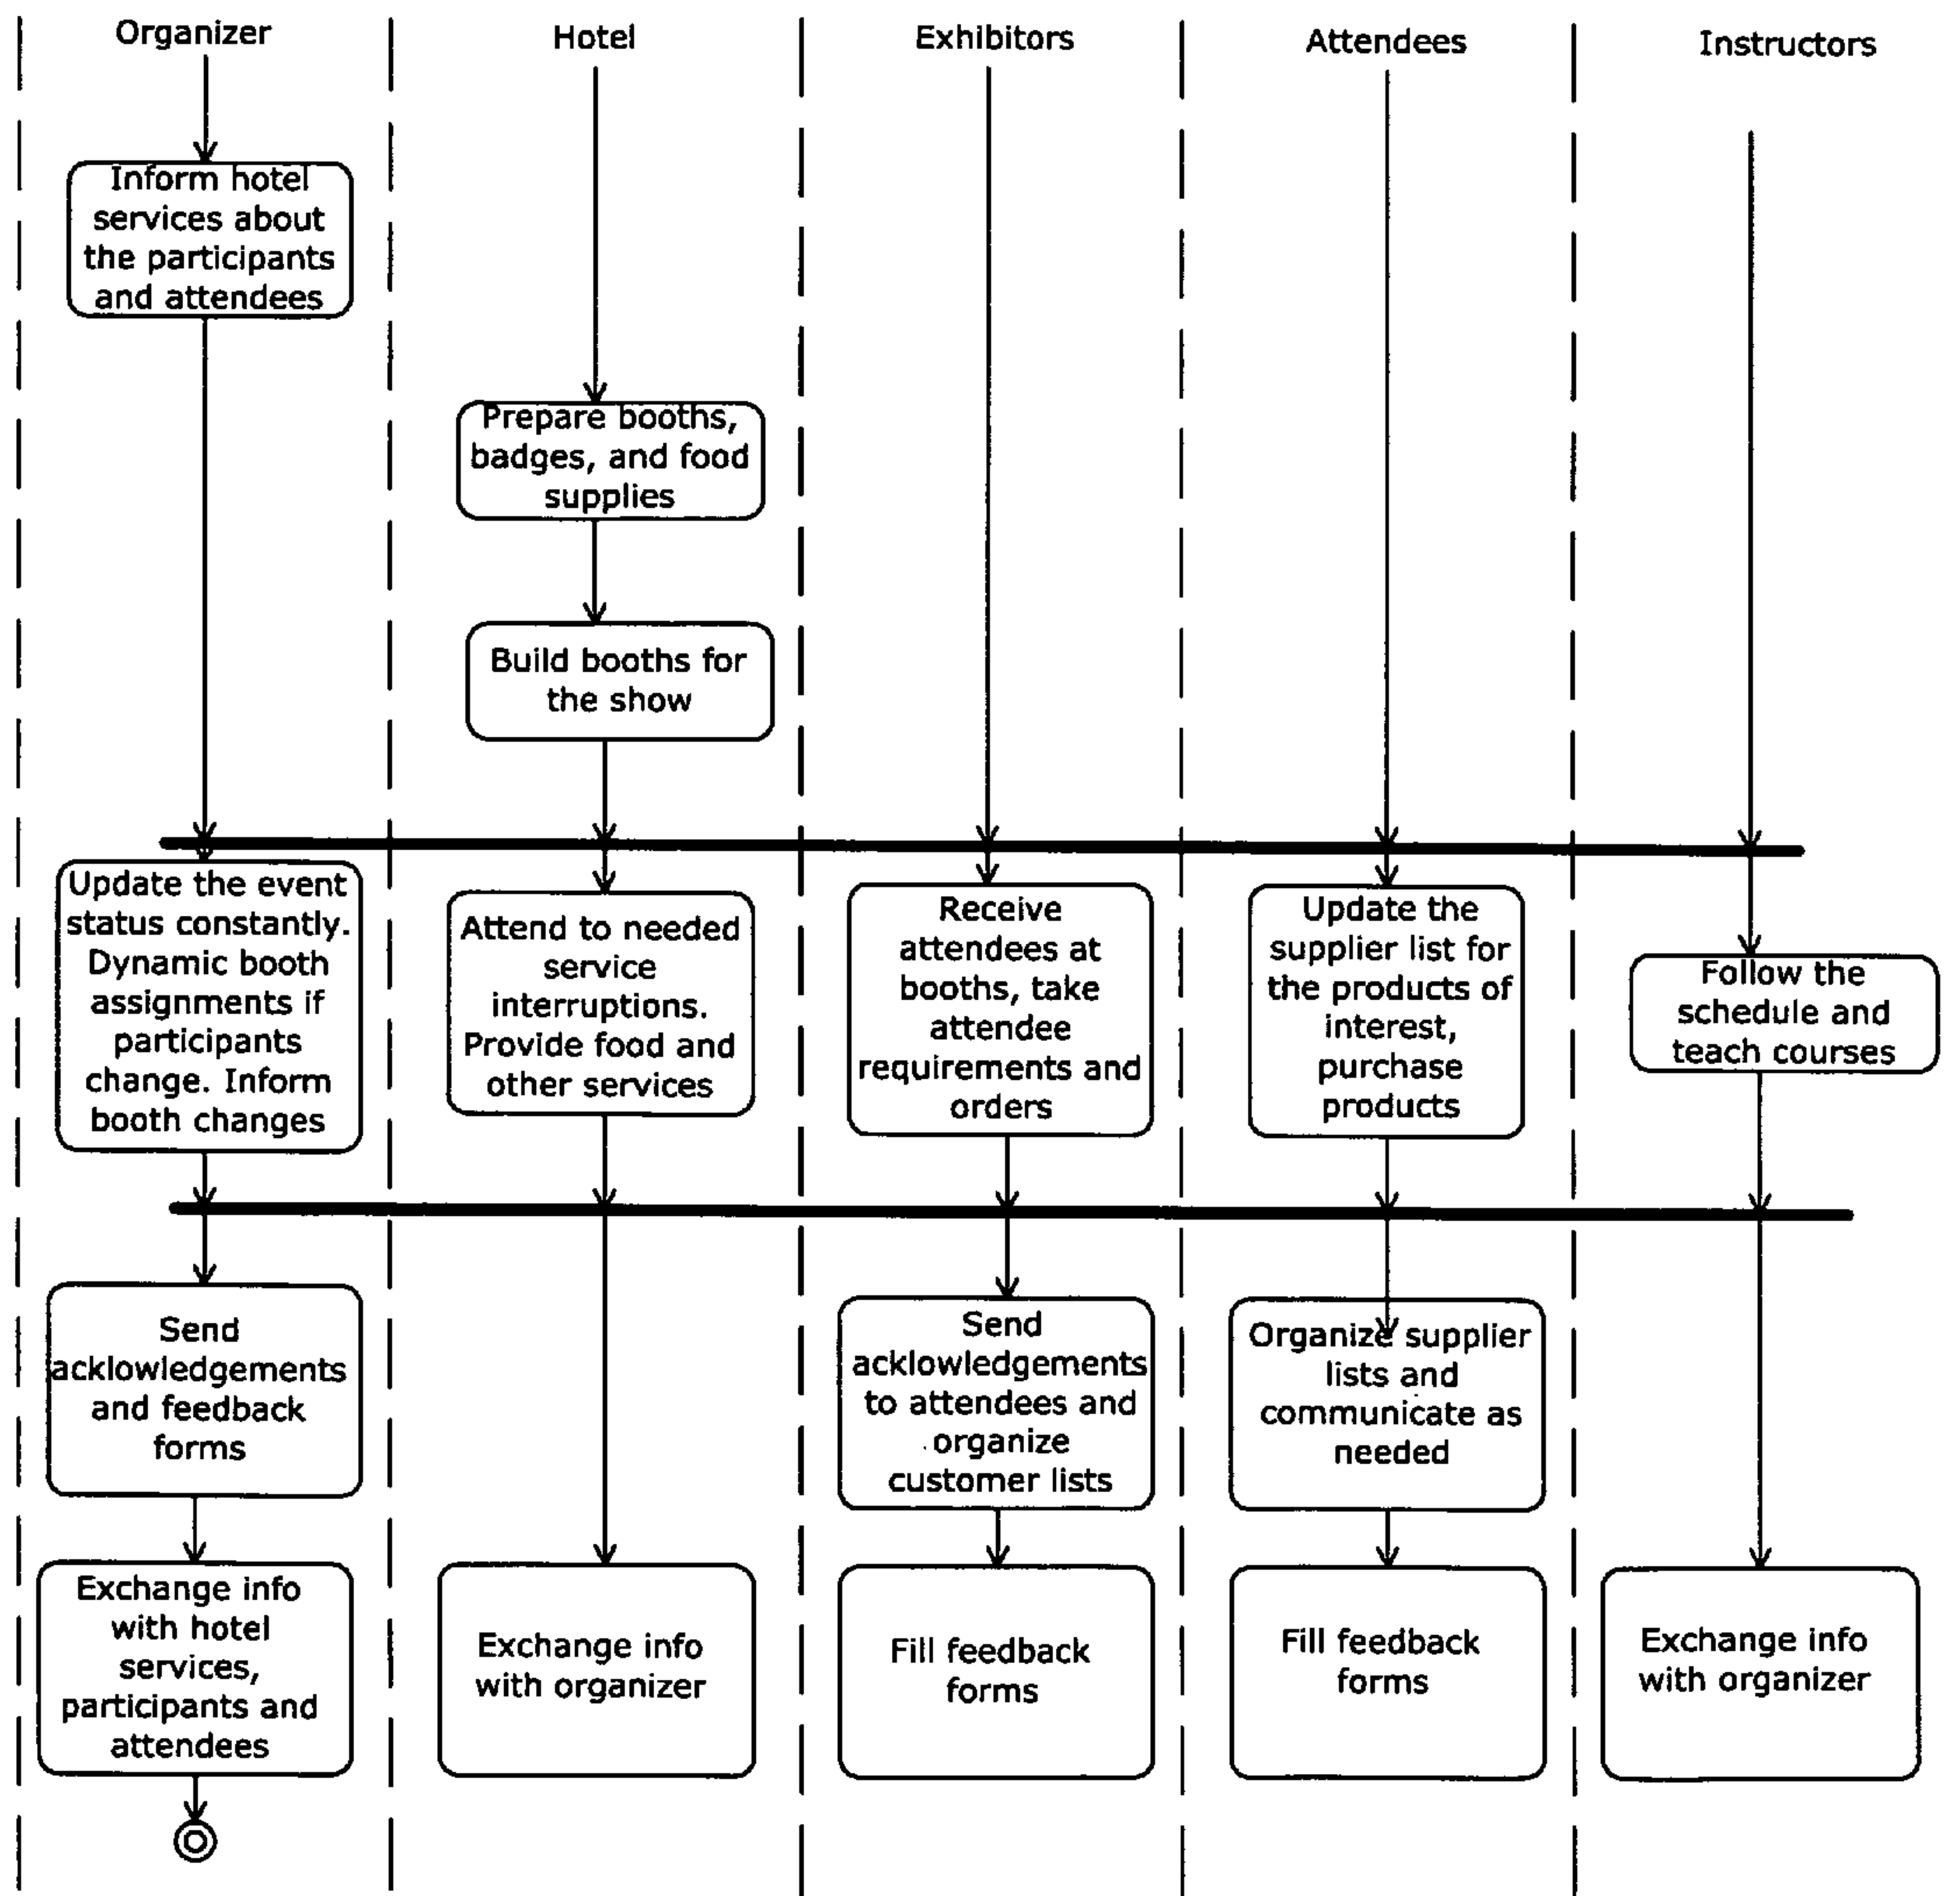 Organizer
Hotel
Exhibitors
Attendees
Instructors
Inform hotel
services about
the participants
and attendees
Prepare booths,
badges, and food
supplies
Build booths for
the show
Update the event
status constantly.
Dynamic booth
assignments if
participants
change. Inform
booth changes
Attend to needed
service
interruptions.
Provide food and
other services
Receive
attendees at
booths, take
attendee
requirements and
orders
Update the
supplier list for
the products of
interest,
purchase
products
Follow the
schedule and
teach courses
Send
acklowledgements
and feedback
forms
Send
acklowledgements
to attendees and
organize
customer lists
Organize supplier
lists and
communicate as
needed
Exchange info
with hotel
services,
participants and
attendees
Exchange info
with organizer
Fill feedback
forms
Fill feedback
forms
Exchange info
with organizer